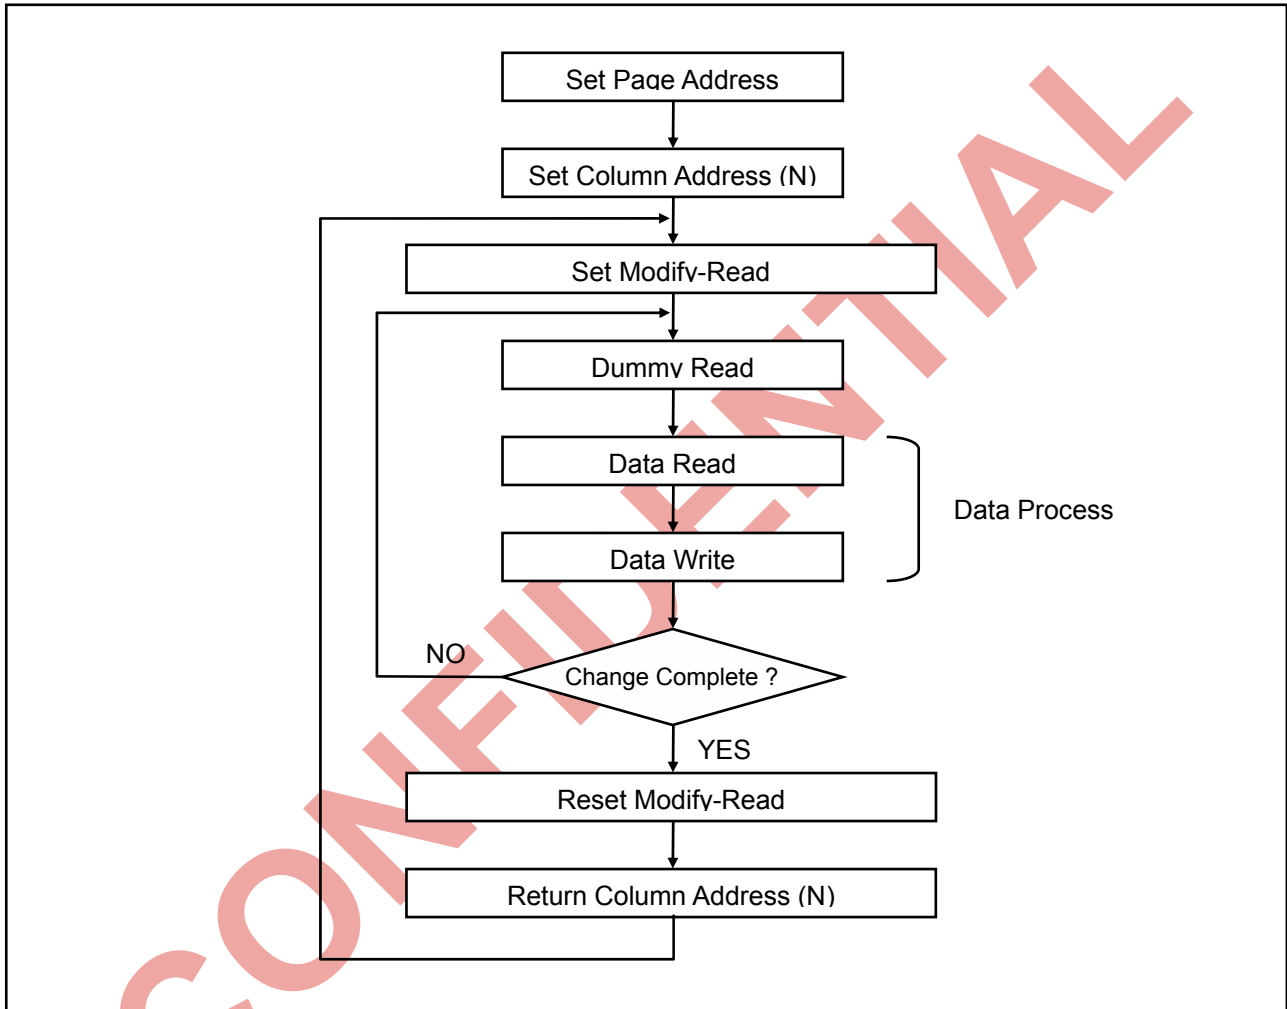 Set Page Address
Set Column Address (N)
Set Modify-Read
Dummy Read
Data Read
Data Process
Data Write
NO
Change Complete ?
YES
Reset Modify-Read
Return Column Address (N)
CONFIDENTIAL